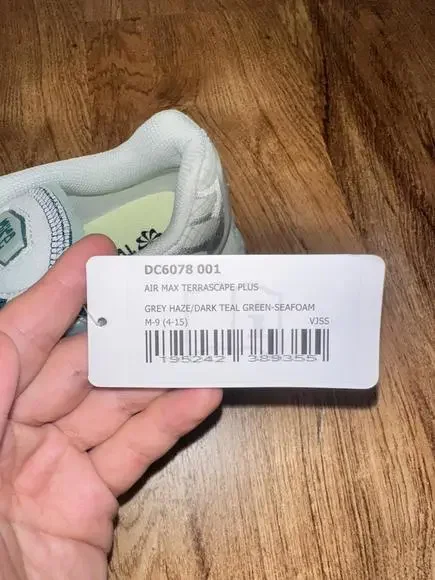 DC6078 001
AIR MAX TERRASCAPE PLUS
GREY HAZE/DARK TEAL GREEN-SEAFOAM
M-9 (4-15) VJSS
195242 389355